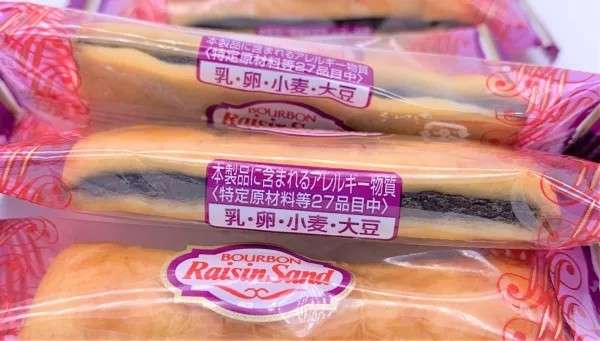 本製品に含まれるアレルギー物質
〈特定原材料等27品目中〉
乳・卵・小麦・大豆
BOURBON
Raisin Sand
本製品に含まれるアレルギー物質
〈特定原材料等27品目中〉
乳・卵・小麦・大豆
BOURBON
Raisin Sand